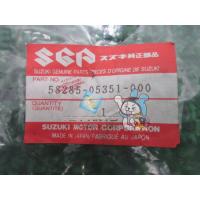 SGP スズキ純正部品
SUZUKI GENUINE PARTS PIECES D'ORIGINE DE SUZUKI
PART NO.
58285-05351-000
QUANTITY
(QUANTITE)
1
SUZUKI MOTOR CORPORATION
MADE IN JAPAN FABRIQUE AU JAPON